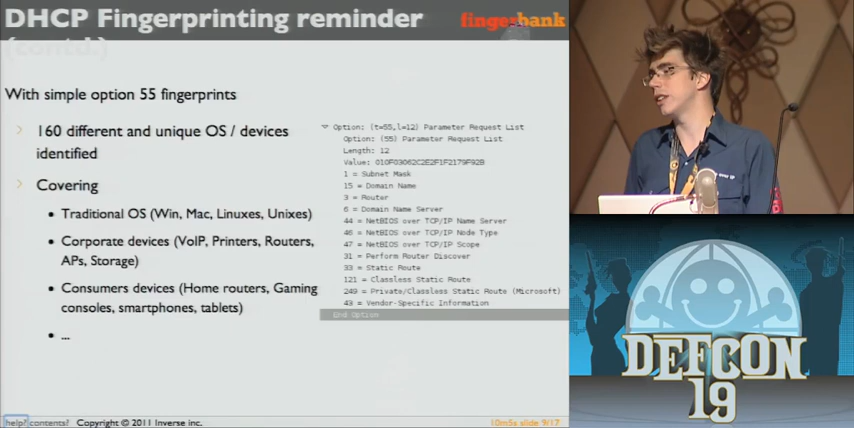 DHCP Fingerprinting reminder
(contd.)
fingerbank
With simple option 55 fingerprints
160 different and unique OS / devices
identified
Covering
• Traditional OS (Win, Mac, Linuxes, Unixes)
• Corporate devices (VoIP, Printers, Routers,
APs, Storage)
• Consumers devices (Home routers, Gaming
consoles, smartphones, tablets)
• ...
Option: (t=55,l=12) Parameter Request List
Option: (55) Parameter Request List
Length: 12
Value: 010F03062C2E2F1F2179F92B
1 = Subnet Mask
15 = Domain Name
3 = Router
6 = Domain Name Server
44 = NetBIOS over TCP/IP Name Server
46 = NetBIOS over TCP/IP Node Type
47 = NetBIOS over TCP/IP Scope
31 = Perform Router Discover
33 = Static Route
121 = Classless Static Route
249 = Private/Classless Static Route (Microsoft)
43 = Vendor-Specific Information
End Option
help? contents? Copyright © 2011 Inverse inc.
10m5s slide 9/17
DEFCON
19